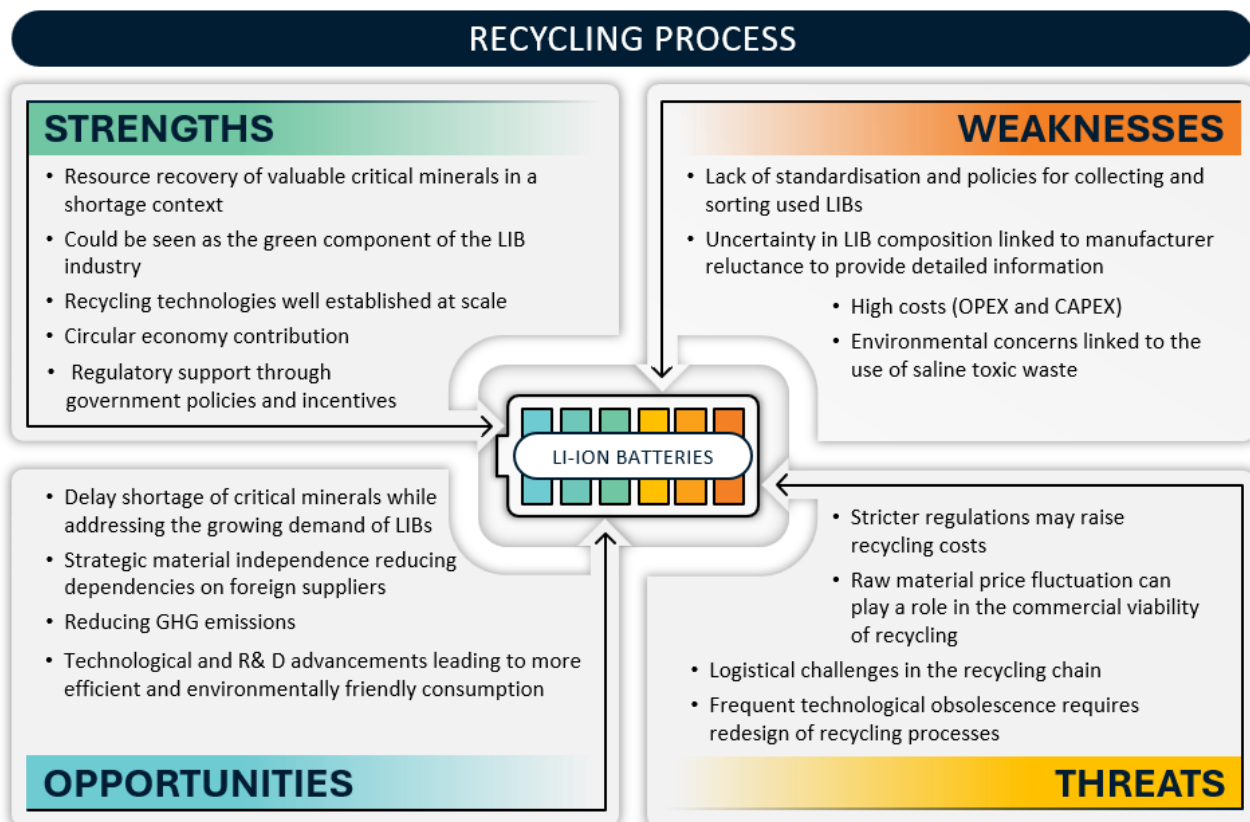 RECYCLING PROCESS
STRENGTHS
• Resource recovery of valuable critical minerals in a
shortage context
• Could be seen as the green component of the LIB
industry
• Recycling technologies well established at scale
• Circular economy contribution
• Regulatory support through
government policies and incentives
WEAKNESSES
• Lack of standardisation and policies for collecting and
sorting used LIBs
• Uncertainty in LIB composition linked to manufacturer
reluctance to provide detailed information
• High costs (OPEX and CAPEX)
• Environmental concerns linked to the
use of saline toxic waste
LI-ION BATTERIES
• Delay shortage of critical minerals while
addressing the growing demand of LIBs
• Strategic material independence reducing
dependencies on foreign suppliers
• Reducing GHG emissions
• Technological and R& D advancements leading to more
efficient and environmentally friendly consumption
OPPORTUNITIES
• Stricter regulations may raise
recycling costs
• Raw material price fluctuation can
play a role in the commercial viability
of recycling
• Logistical challenges in the recycling chain
• Frequent technological obsolescence requires
redesign of recycling processes
THREATS